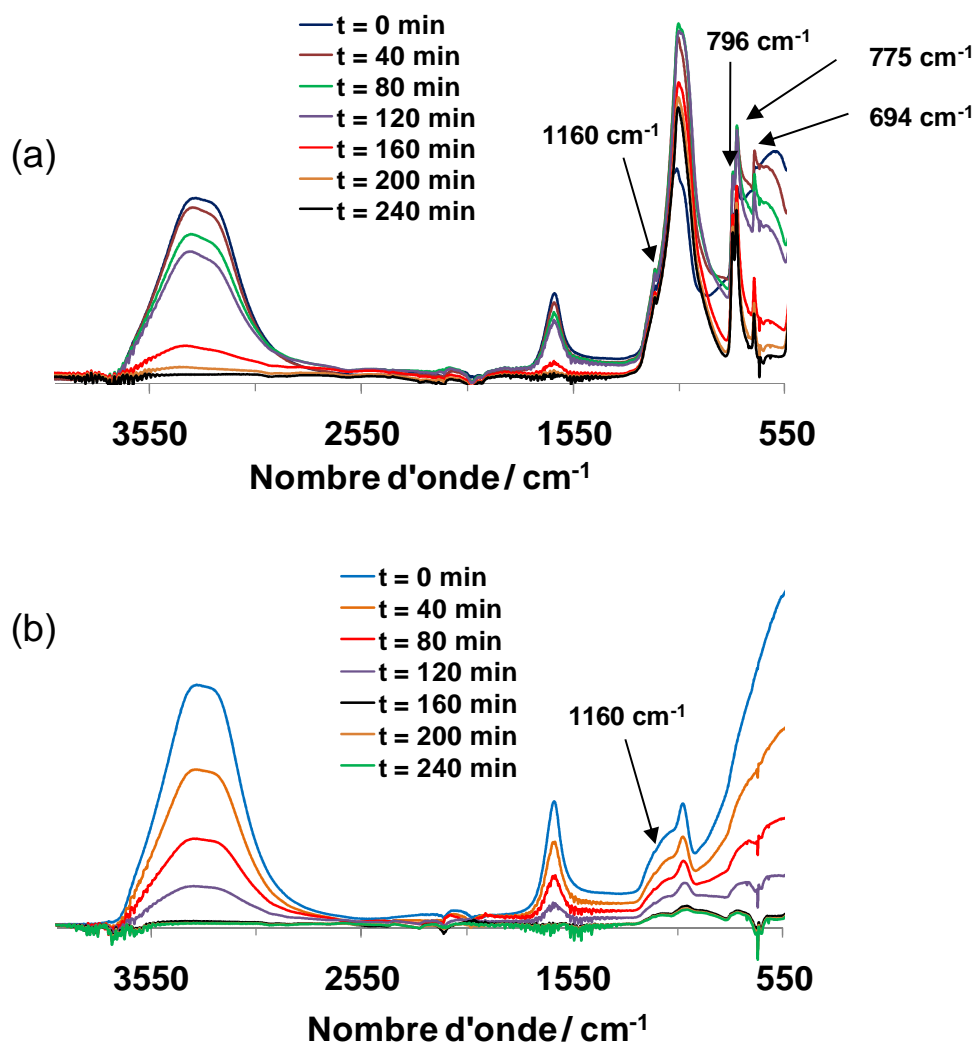 t = 0 min
t = 40 min
t = 80 min
t = 120 min
t = 160 min
t = 200 min
t = 240 min
796 cm-1
775 cm-1
694 cm-1
1160 cm-1
(a)
3550 2550 1550 550
Nombre d'onde / cm-1
t = 0 min
t = 40 min
t = 80 min
t = 120 min
t = 160 min
t = 200 min
t = 240 min
(b)
1160 cm-1
3550 2550 1550 550
Nombre d'onde / cm-1